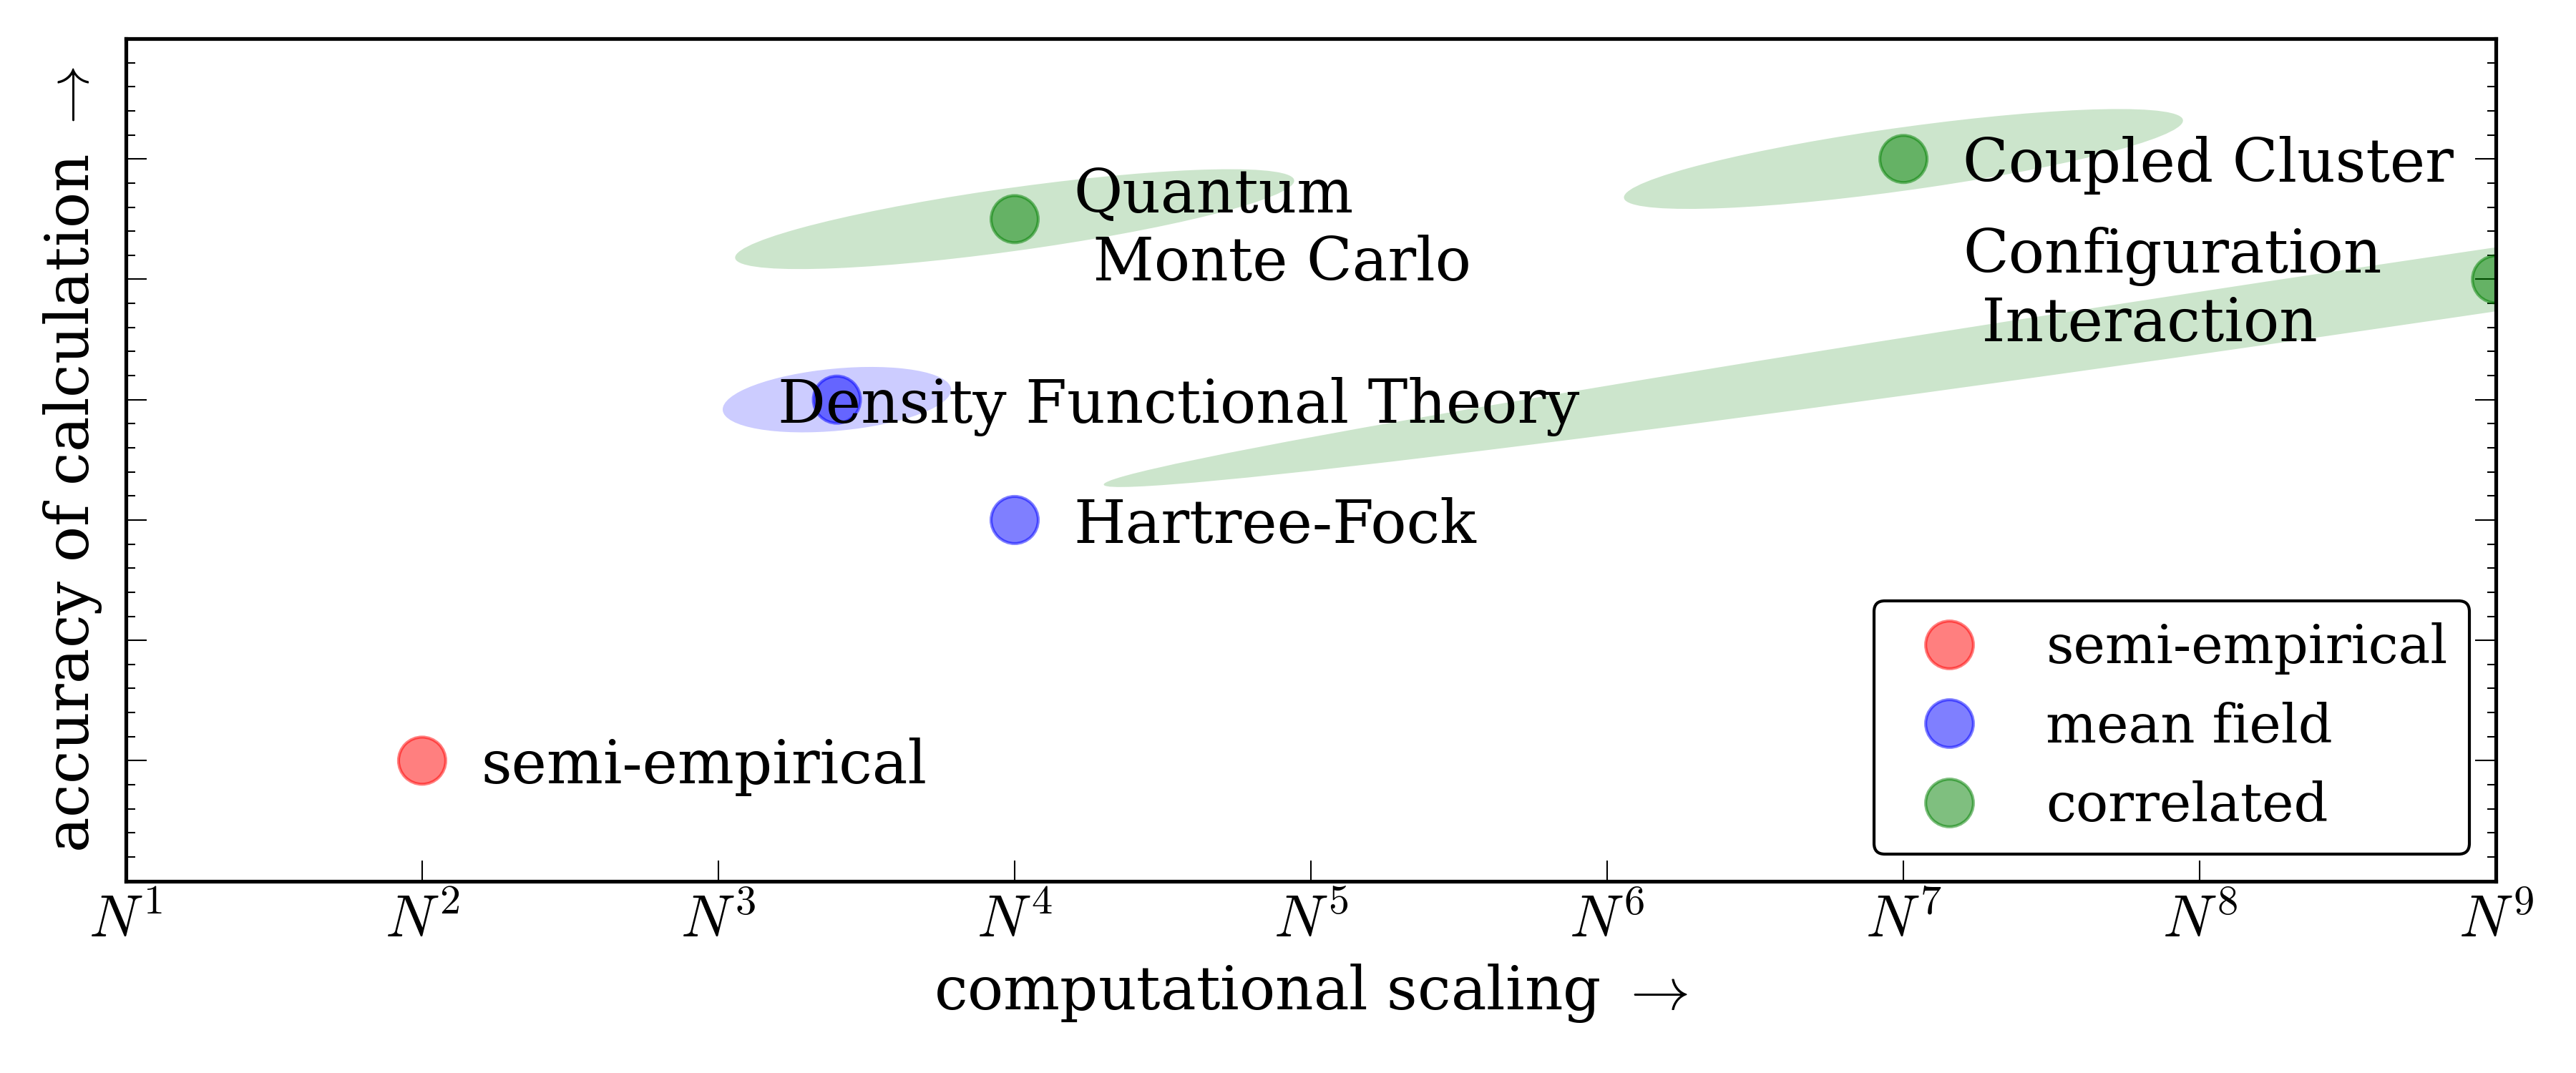 accuracy of calculation →
Quantum
Monte Carlo
Coupled Cluster
Configuration
Interaction
Density Functional Theory
Hartree-Fock
semi-empirical
semi-empirical
mean field
correlated
N¹ N² N³ N⁴ N⁵ N⁶ N⁷ N⁸ N⁹
computational scaling →